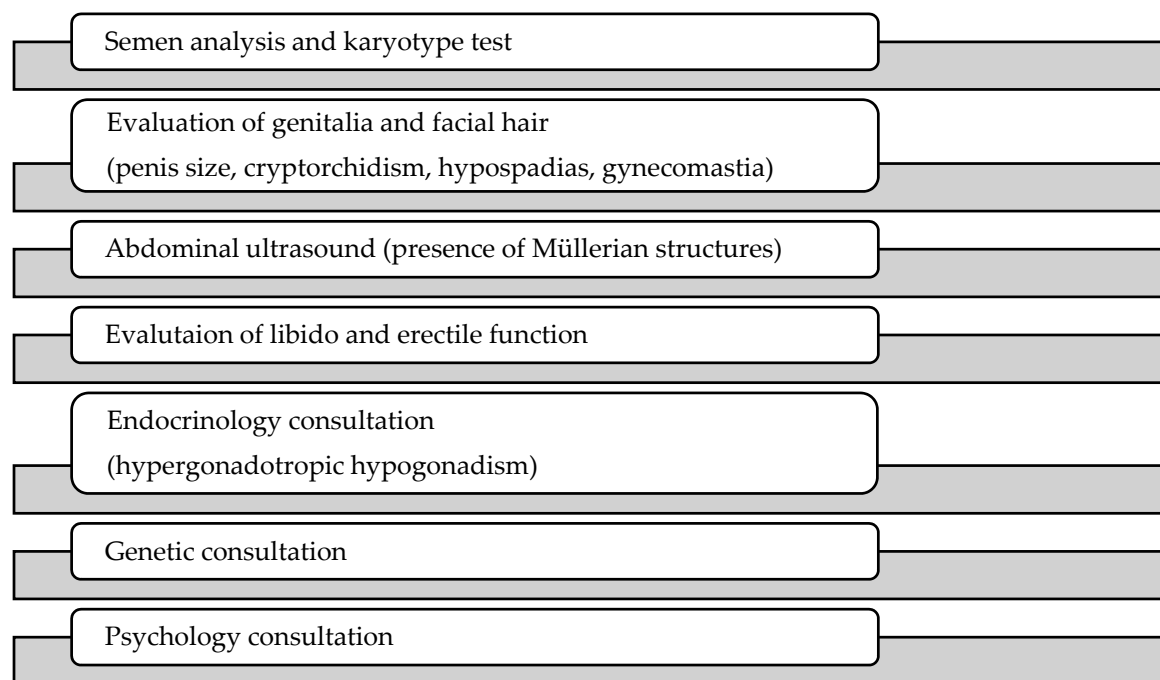 Semen analysis and karyotype test
Evaluation of genitalia and facial hair
(penis size, cryptorchidism, hypospadias, gynecomastia)
Abdominal ultrasound (presence of Müllerian structures)
Evalutaion of libido and erectile function
Endocrinology consultation
(hypergonadotropic hypogonadism)
Genetic consultation
Psychology consultation